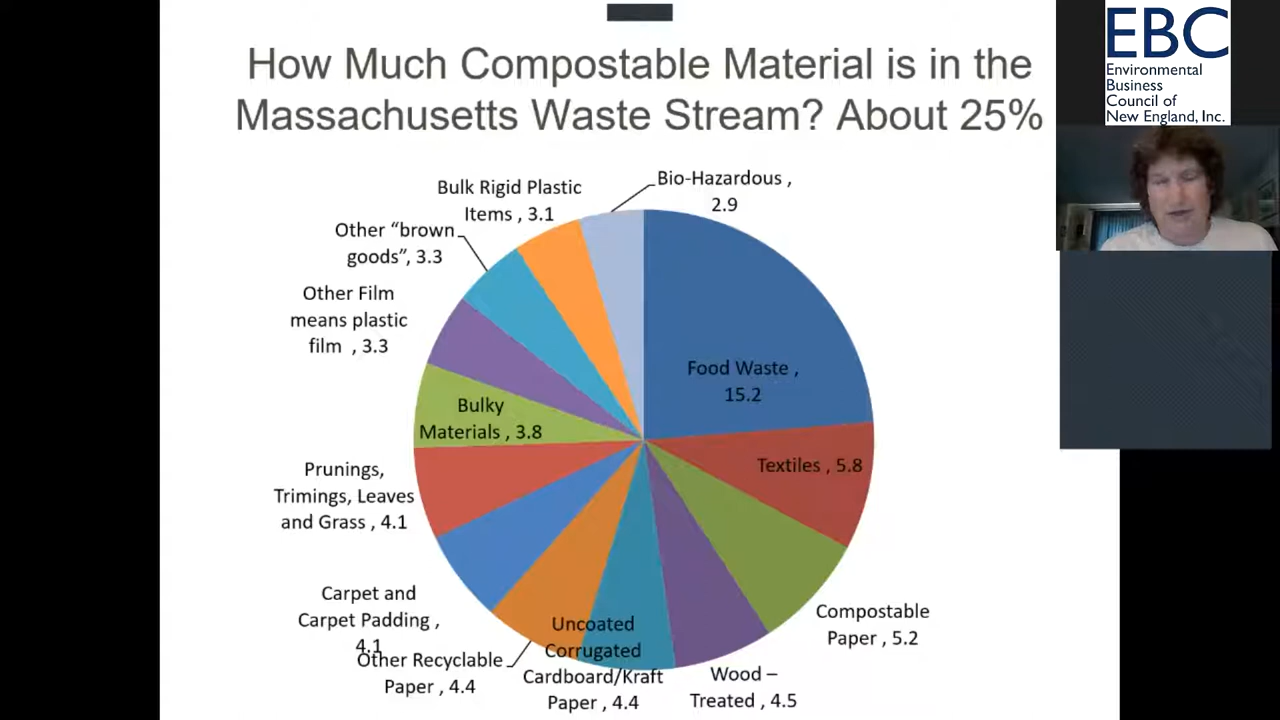 How Much Compostable Material is in the
Massachusetts Waste Stream? About 25%
EBC
Environmental
Business
Council of
New England, Inc.
Bio-Hazardous ,
2.9
Food Waste ,
15.2
Textiles , 5.8
Compostable
Paper , 5.2
Wood –
Treated , 4.5
Uncoated
Corrugated
Cardboard/Kraft
Paper , 4.4
Other Recyclable
Paper , 4.4
Carpet and
Carpet Padding ,
4.1
Prunings,
Trimings, Leaves
and Grass , 4.1
Bulky
Materials , 3.8
Other Film
means plastic
film , 3.3
Other “brown
goods”, 3.3
Bulk Rigid Plastic
Items , 3.1